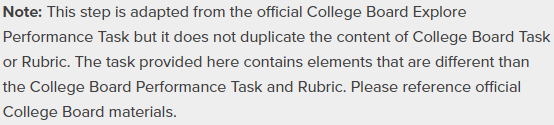 Note: This step is adapted from the official College Board Explore
Performance Task but it does not duplicate the content of College Board Task
or Rubric. The task provided here contains elements that are different than
the College Board Performance Task and Rubric. Please reference official
College Board materials.